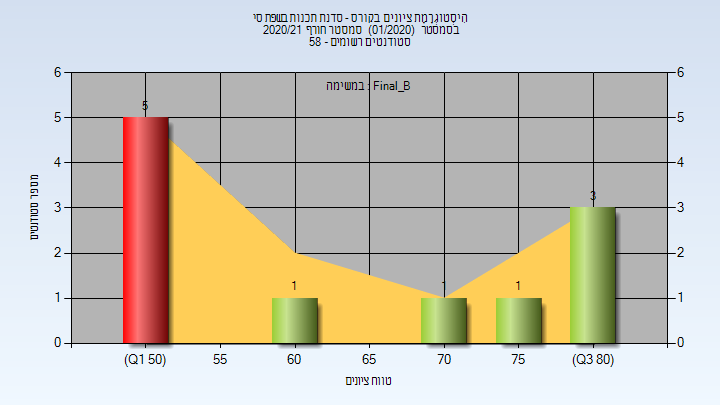 היסטוגרמת ציונים בקורס - סדנת תכנות בשפת סי
בסמסטר (01/2020) סמסטר חורף 2020/21
סטודנטים רשומים - 58
במשימה : Final_B
מספר סטודנטים
6 6
5 5
4 4
3 3
2 2
1 1
0 0
5 1 1 1 3
(Q1 50) 55 60 65 70 75 (Q3 80)
טווח ציונים